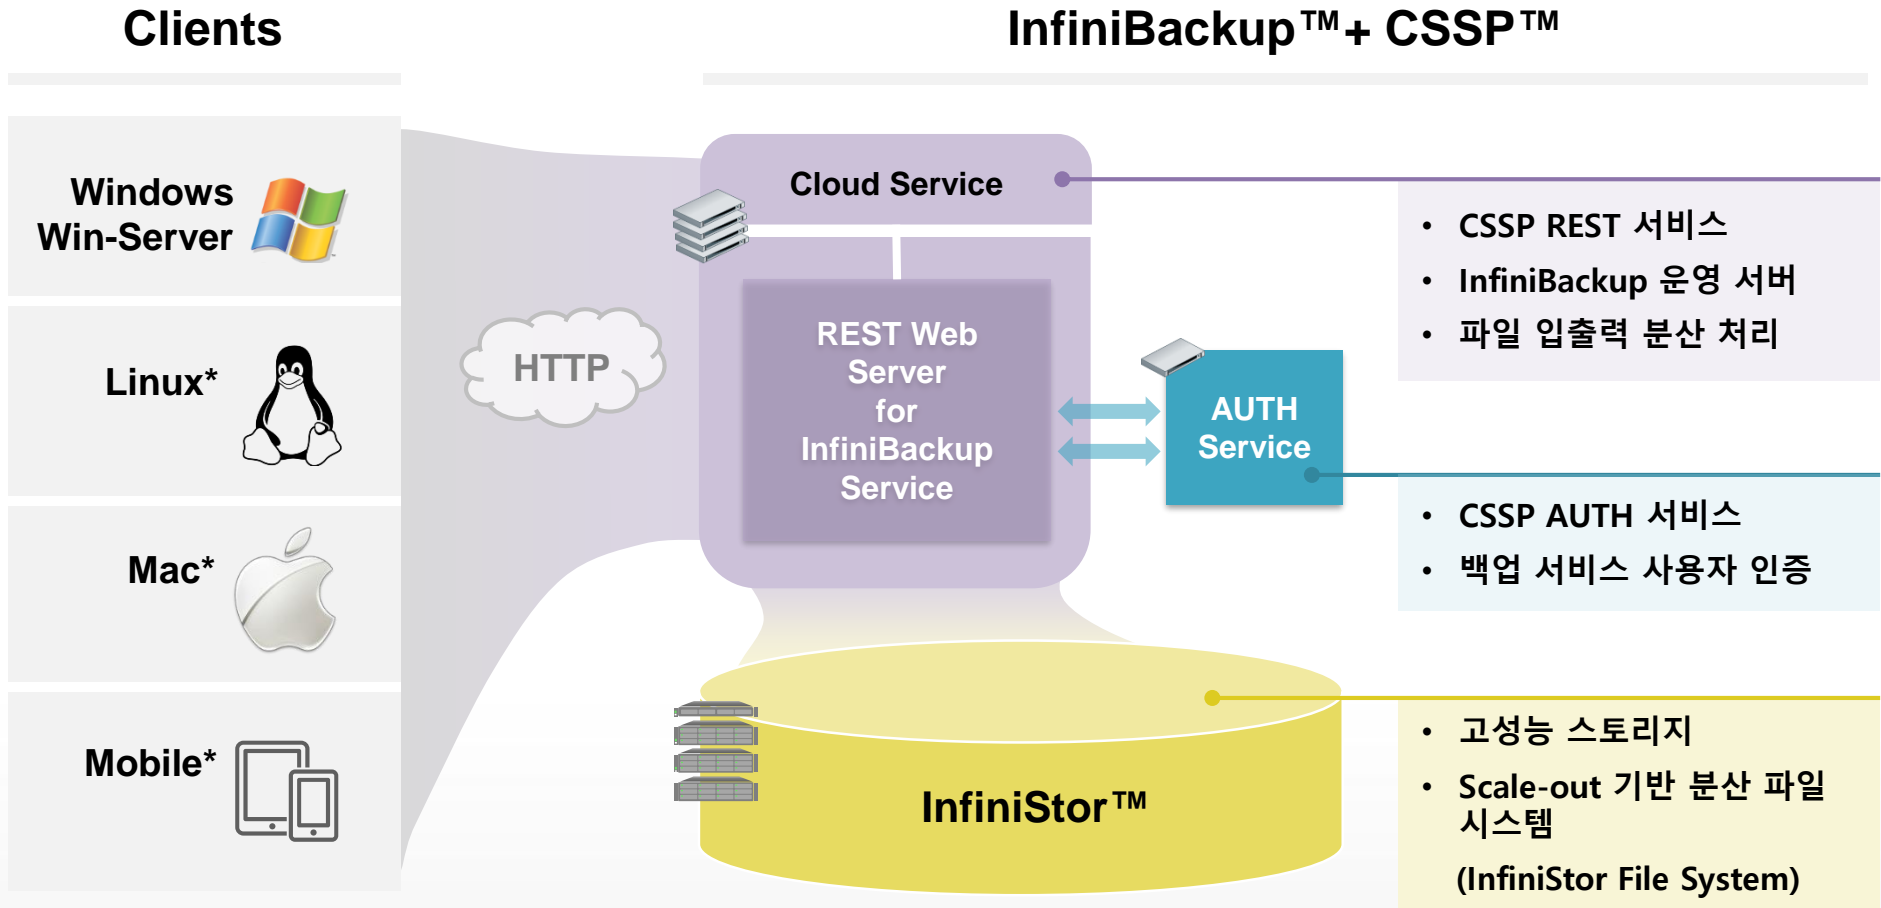 Clients
InfiniBackup™+ CSSP™
Windows
Win-Server
Linux*
Mac*
Mobile*
HTTP
Cloud Service
REST Web
Server
for
InfiniBackup
Service
AUTH
Service
InfiniStor™
• CSSP REST 서비스
• InfiniBackup 운영 서버
• 파일 입출력 분산 처리
• CSSP AUTH 서비스
• 백업 서비스 사용자 인증
• 고성능 스토리지
• Scale-out 기반 분산 파일
시스템
(InfiniStor File System)